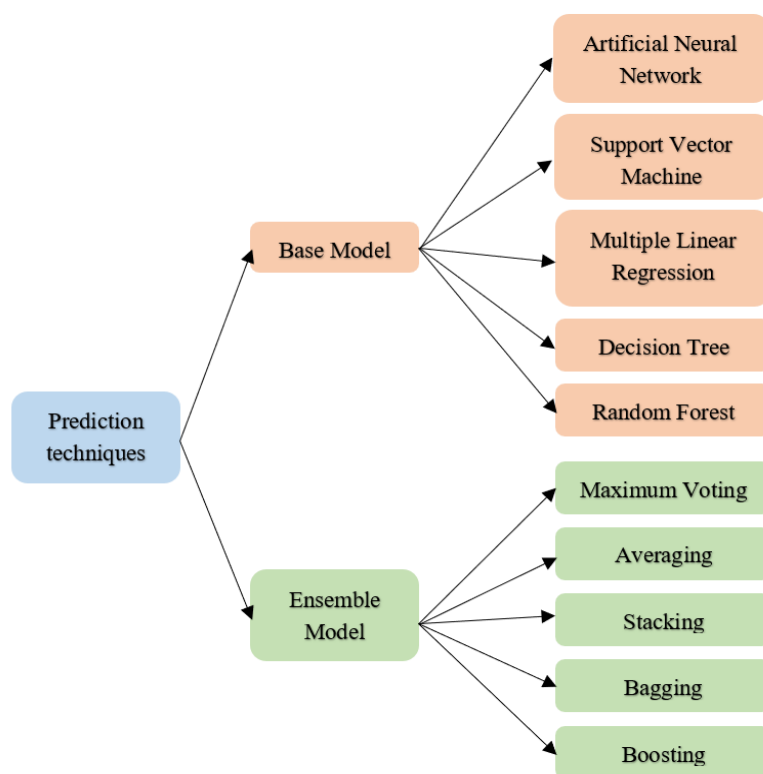 Artificial Neural
Network
Support Vector
Machine
Base Model
Multiple Linear
Regression
Decision Tree
Random Forest
Prediction
techniques
Maximum Voting
Averaging
Ensemble
Model
Stacking
Bagging
Boosting